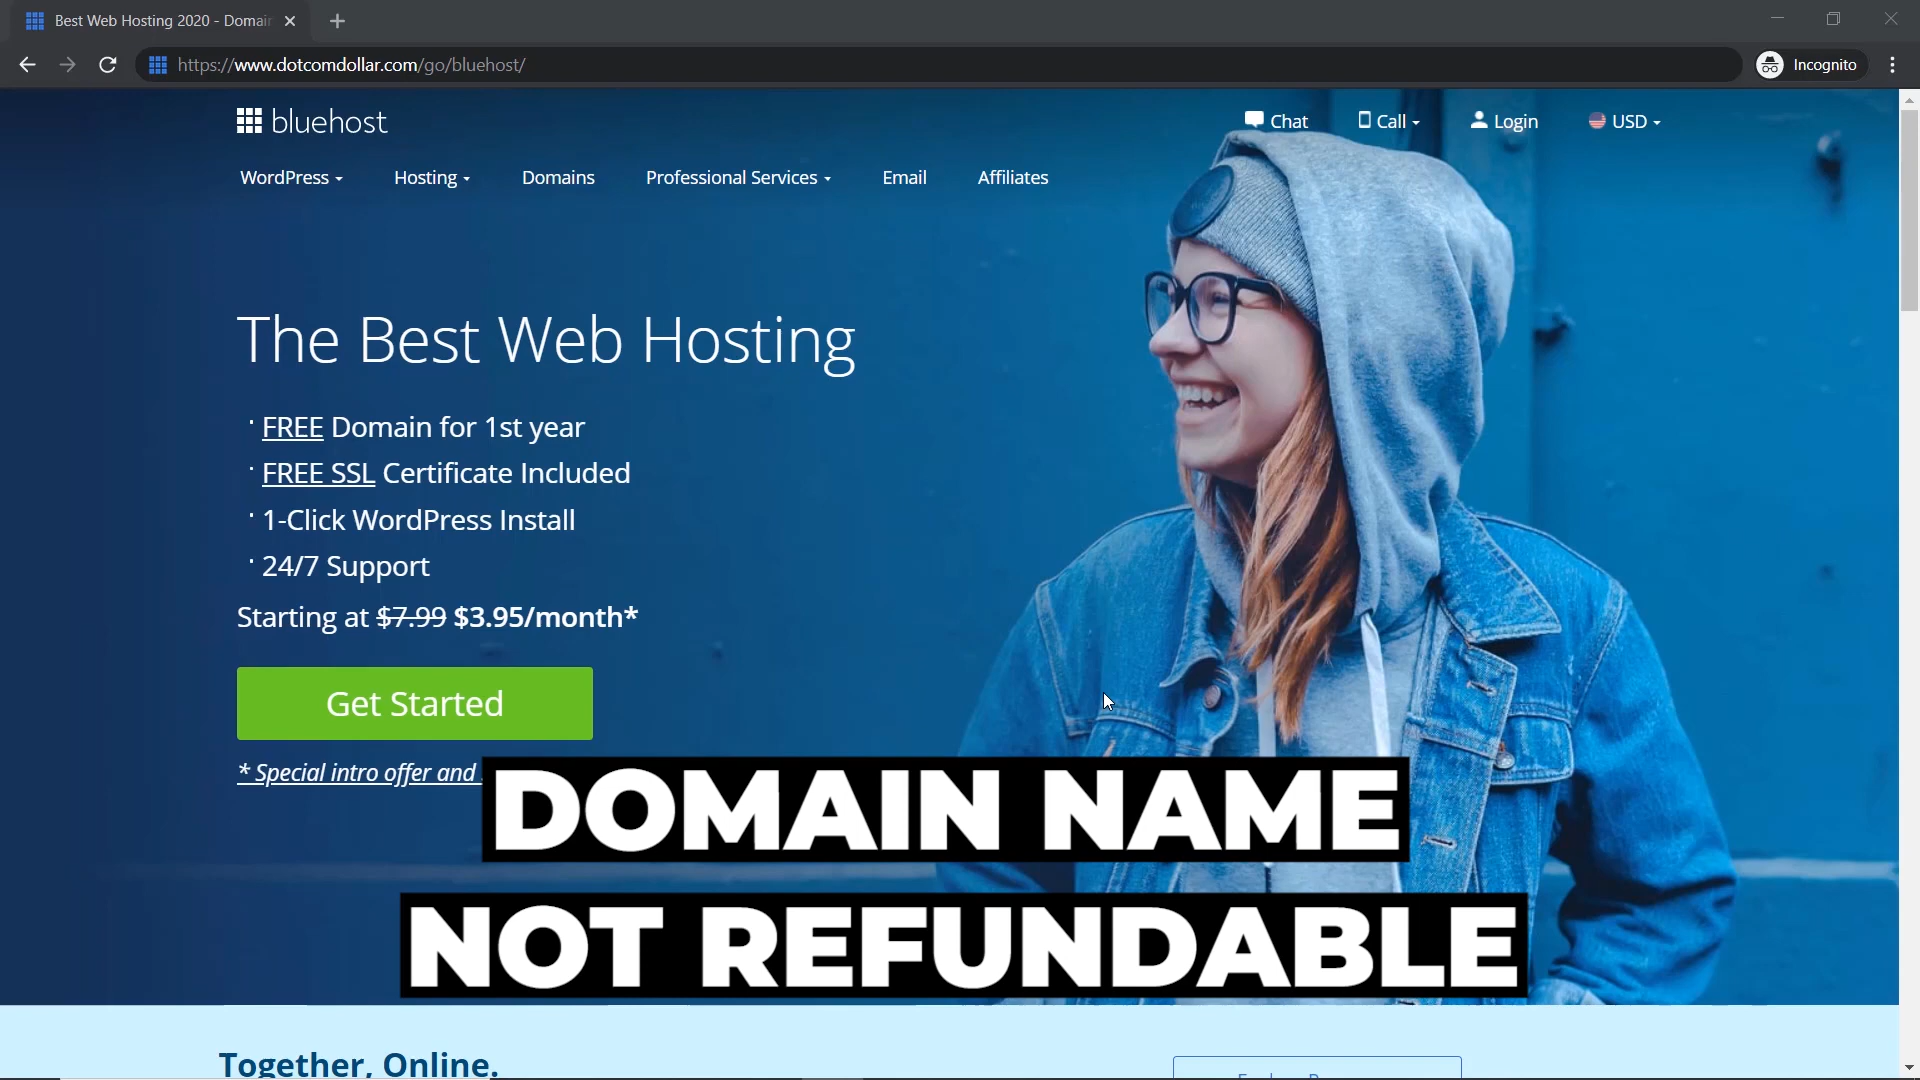 Best Web Hosting 2020 - Domain
https://www.dotcomdollar.com/go/bluehost/
Incognito
bluehost
Chat
Call
Login
USD
WordPress
Hosting
Domains
Professional Services
Email
Affiliates
The Best Web Hosting
· FREE Domain for 1st year
· FREE SSL Certificate Included
· 1-Click WordPress Install
· 24/7 Support
Starting at $7.99 $3.95/month*
Get Started
* Special intro offer and
DOMAIN NAME
NOT REFUNDABLE
Together, Online.